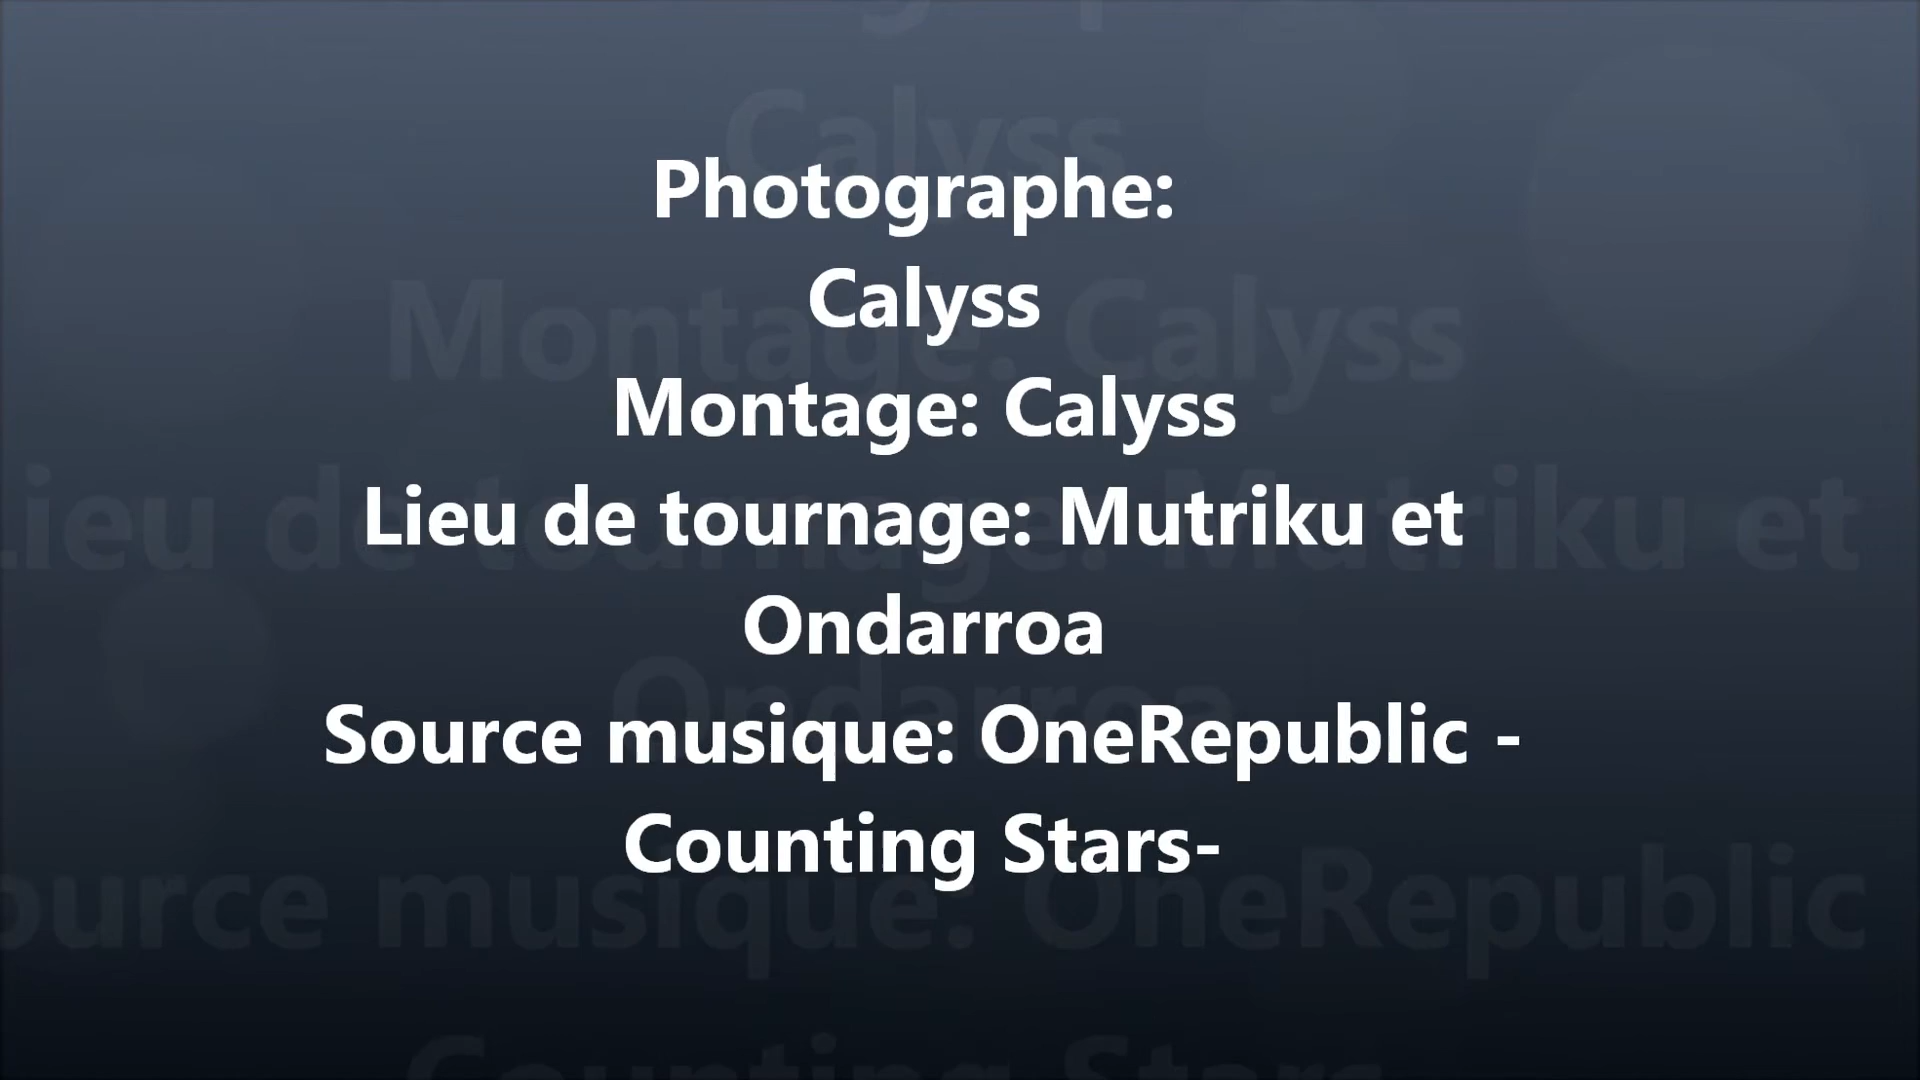 Photographe:
Calyss
Montage: Calyss
Lieu de tournage: Mutriku et
Ondarroa
Source musique: OneRepublic -
Counting Stars-